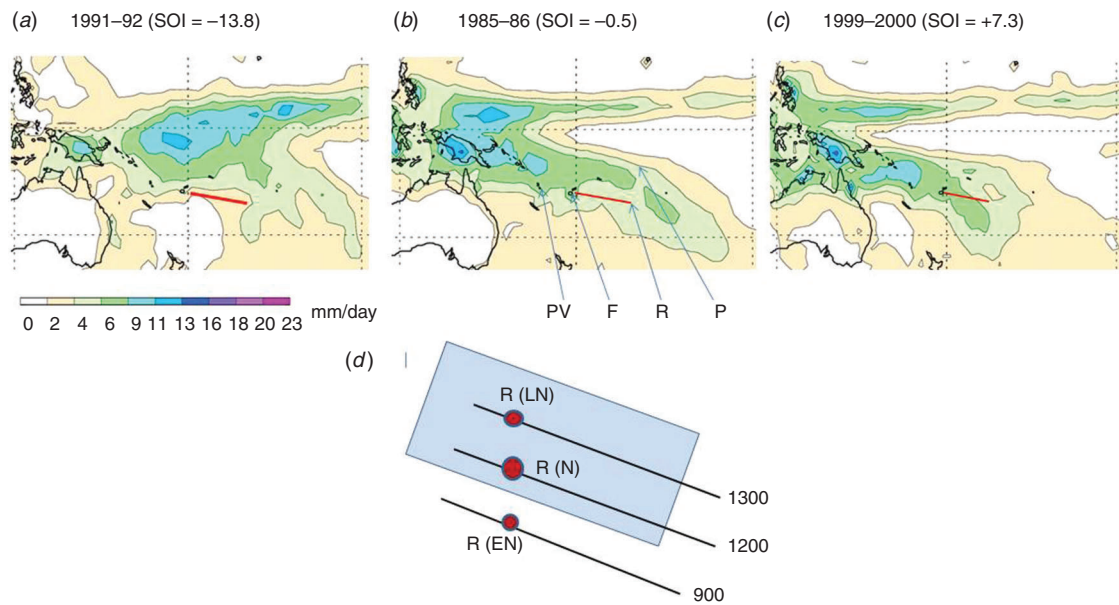 (a) 1991–92 (SOI = –13.8)
(b) 1985–86 (SOI = –0.5)
(c) 1999–2000 (SOI = +7.3)
0 2 4 6 9 11 13 16 18 20 23 mm/day
PV F R P
(d)
R (LN)
R (N)
R (EN)
1300
1200
900